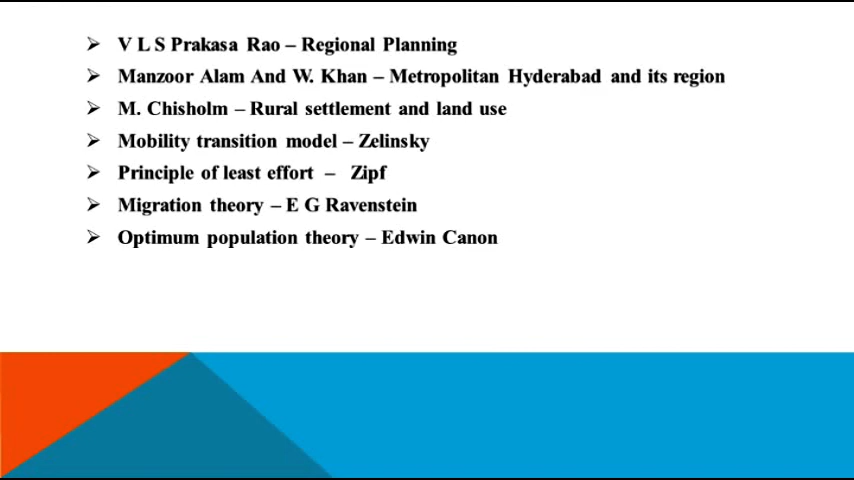 ➢ V L S Prakasa Rao – Regional Planning
➢ Manzoor Alam And W. Khan – Metropolitan Hyderabad and its region
➢ M. Chisholm – Rural settlement and land use
➢ Mobility transition model – Zelinsky
➢ Principle of least effort – Zipf
➢ Migration theory – E G Ravenstein
➢ Optimum population theory – Edwin Canon